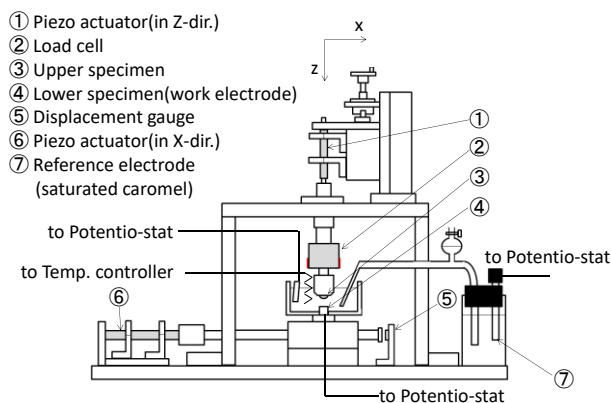 ① Piezo actuator(in Z-dir.)
② Load cell
③ Upper specimen
④ Lower specimen(work electrode)
⑤ Displacement gauge
⑥ Piezo actuator(in X-dir.)
⑦ Reference electrode
(saturated caromel)
x
z
①
②
③
④
to Potentio-stat
to Potentio-stat
to Temp. controller
⑥
⑤
⑦
to Potentio-stat